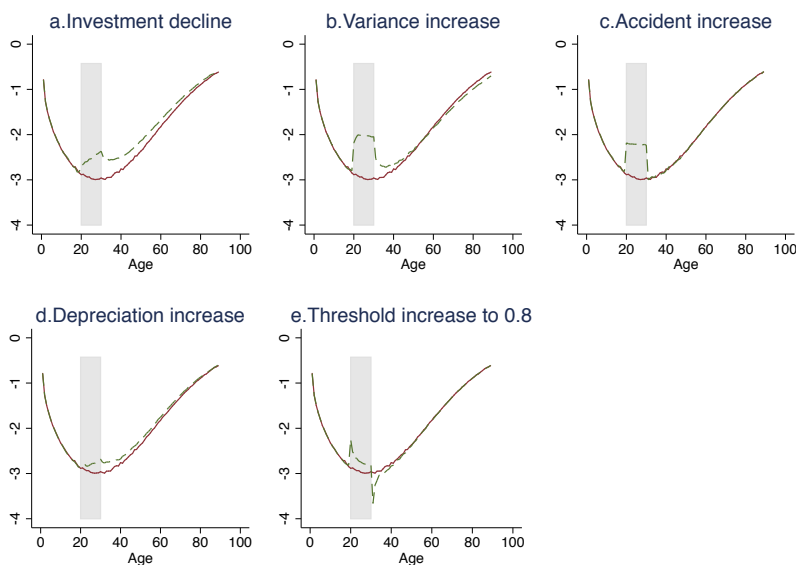 a.Investment decline
b.Variance increase
c.Accident increase
0
-1
-2
-3
-4
0 20 40 60 80 100
Age
0
-1
-2
-3
-4
0 20 40 60 80 100
Age
0
-1
-2
-3
-4
0 20 40 60 80 100
Age
d.Depreciation increase
e.Threshold increase to 0.8
0
-1
-2
-3
-4
0 20 40 60 80 100
Age
0
-1
-2
-3
-4
0 20 40 60 80 100
Age